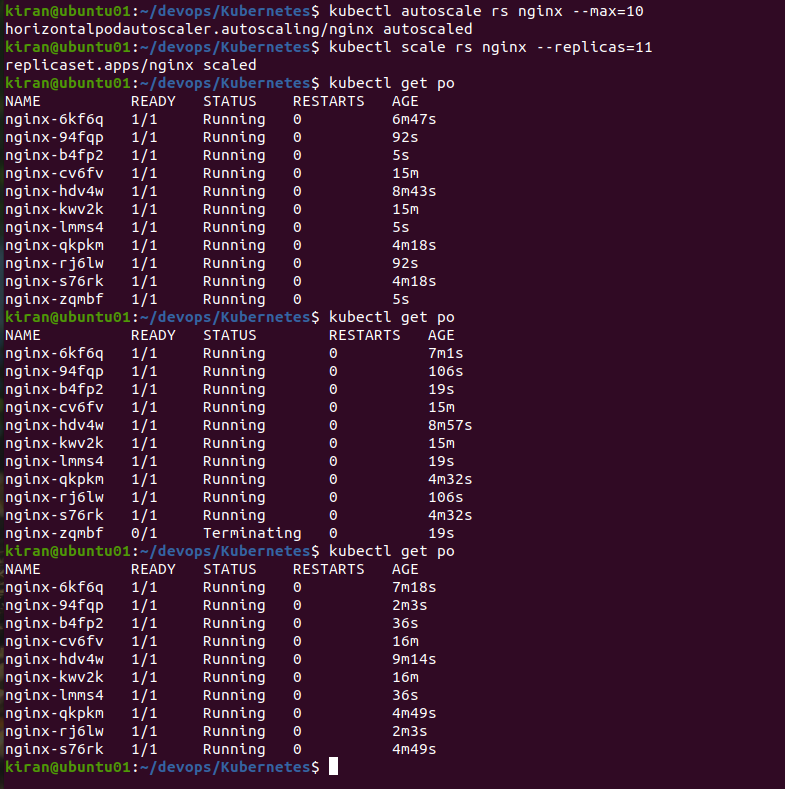 kiran@ubuntu01:~/devops/Kubernetes$ kubectl autoscale rs nginx --max=10
horizontalpodautoscaler.autoscaling/nginx autoscaled
kiran@ubuntu01:~/devops/Kubernetes$ kubectl scale rs nginx --replicas=11
replicaset.apps/nginx scaled
kiran@ubuntu01:~/devops/Kubernetes$ kubectl get po
NAME          READY   STATUS    RESTARTS   AGE
nginx-6kf6q   1/1     Running   0          6m47s
nginx-94fqp   1/1     Running   0          92s
nginx-b4fp2   1/1     Running   0          5s
nginx-cv6fv   1/1     Running   0          15m
nginx-hdv4w   1/1     Running   0          8m43s
nginx-kwv2k   1/1     Running   0          15m
nginx-lmms4   1/1     Running   0          5s
nginx-qkpkm   1/1     Running   0          4m18s
nginx-rj6lw   1/1     Running   0          92s
nginx-s76rk   1/1     Running   0          4m18s
nginx-zqmbf   1/1     Running   0          5s
kiran@ubuntu01:~/devops/Kubernetes$ kubectl get po
NAME          READY   STATUS        RESTARTS   AGE
nginx-6kf6q   1/1     Running       0          7m1s
nginx-94fqp   1/1     Running       0          106s
nginx-b4fp2   1/1     Running       0          19s
nginx-cv6fv   1/1     Running       0          15m
nginx-hdv4w   1/1     Running       0          8m57s
nginx-kwv2k   1/1     Running       0          15m
nginx-lmms4   1/1     Running       0          19s
nginx-qkpkm   1/1     Running       0          4m32s
nginx-rj6lw   1/1     Running       0          106s
nginx-s76rk   1/1     Running       0          4m32s
nginx-zqmbf   0/1     Terminating   0          19s
kiran@ubuntu01:~/devops/Kubernetes$ kubectl get po
NAME          READY   STATUS    RESTARTS   AGE
nginx-6kf6q   1/1     Running   0          7m18s
nginx-94fqp   1/1     Running   0          2m3s
nginx-b4fp2   1/1     Running   0          36s
nginx-cv6fv   1/1     Running   0          16m
nginx-hdv4w   1/1     Running   0          9m14s
nginx-kwv2k   1/1     Running   0          16m
nginx-lmms4   1/1     Running   0          36s
nginx-qkpkm   1/1     Running   0          4m49s
nginx-rj6lw   1/1     Running   0          2m3s
nginx-s76rk   1/1     Running   0          4m49s
kiran@ubuntu01:~/devops/Kubernetes$